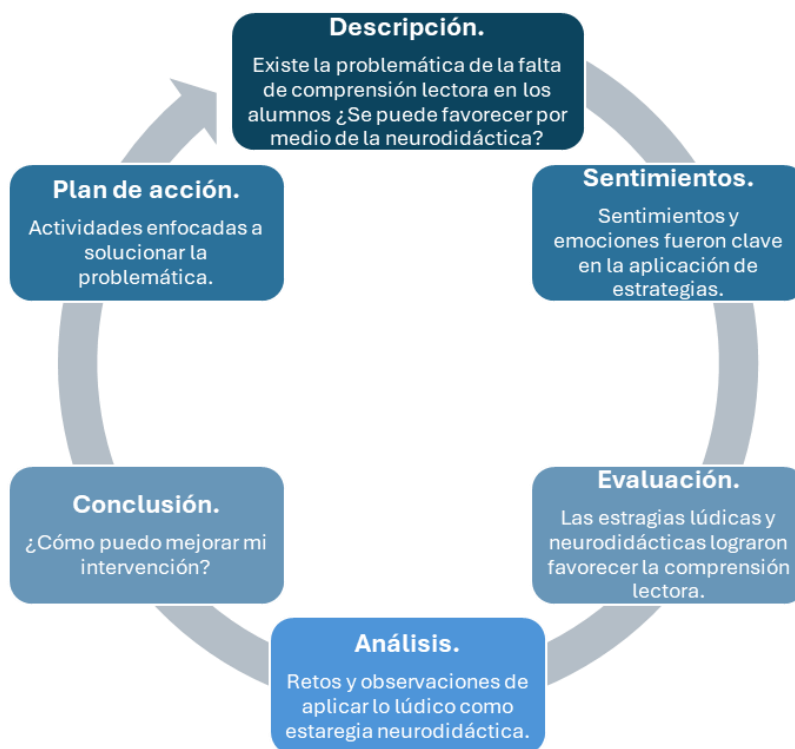 Descripción.
Existe la problemática de la falta
de comprensión lectora en los
alumnos ¿Se puede favorecer por
medio de la neurodidáctica?
Sentimientos.
Sentimientos y
emociones fueron clave
en la aplicación de
estrategias.
Evaluación.
Las estragias lúdicas y
neurodidácticas lograron
favorecer la comprensión
lectora.
Análisis.
Retos y observaciones de
aplicar lo lúdico como
estaregia neurodidáctica.
Conclusión.
¿Cómo puedo mejorar mi
intervención?
Plan de acción.
Actividades enfocadas a
solucionar la
problemática.